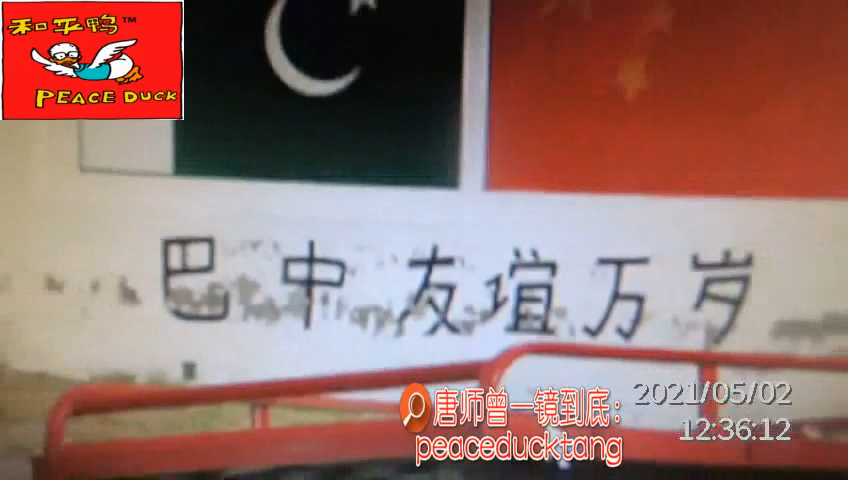 和平鸭™
PEACE DUCK
巴中友谊万岁
唐师曾一镜到底:
peaceducktang
2021/05/02
12:36:12